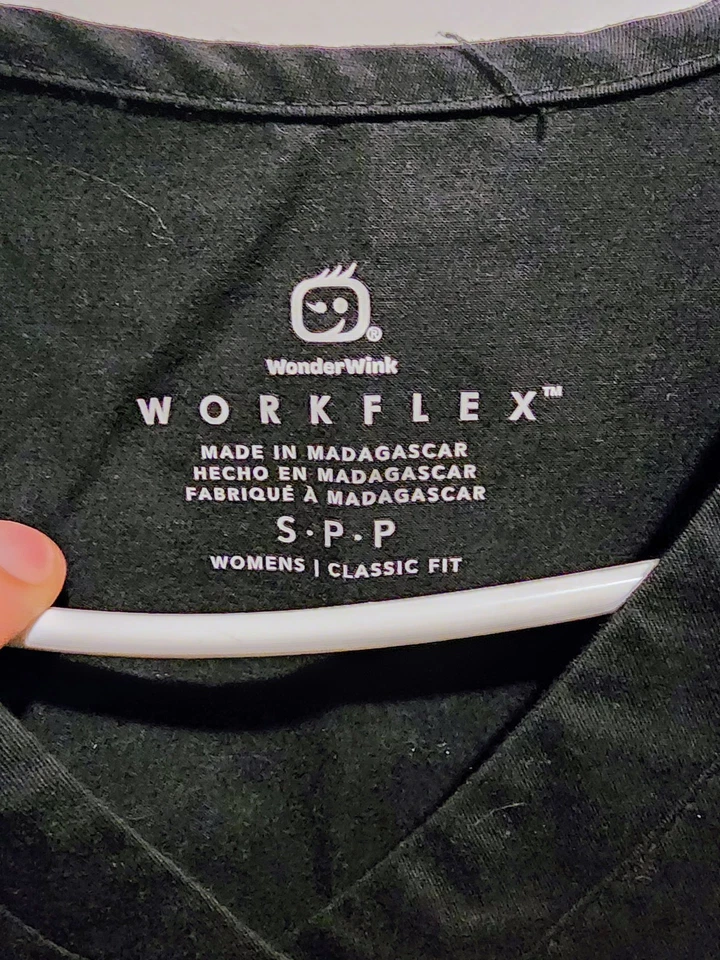 ®
WonderWink
WORKFLEX™
MADE IN MADAGASCAR
HECHO EN MADAGASCAR
FABRIQUÉ À MADAGASCAR
S·P·P
WOMENS | CLASSIC FIT